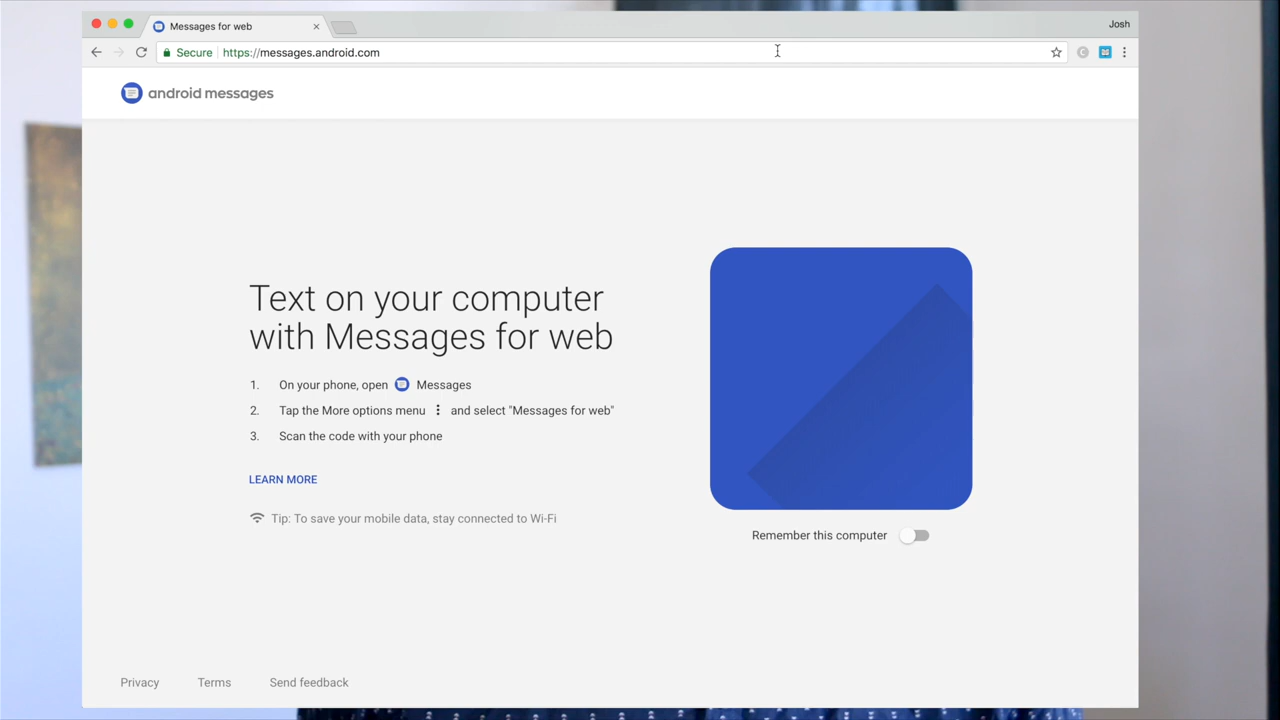 Messages for web
Josh
Secure https://messages.android.com
android messages
Text on your computer
with Messages for web
1. On your phone, open Messages
2. Tap the More options menu and select "Messages for web"
3. Scan the code with your phone
LEARN MORE
Tip: To save your mobile data, stay connected to Wi-Fi
Remember this computer
Privacy Terms Send feedback